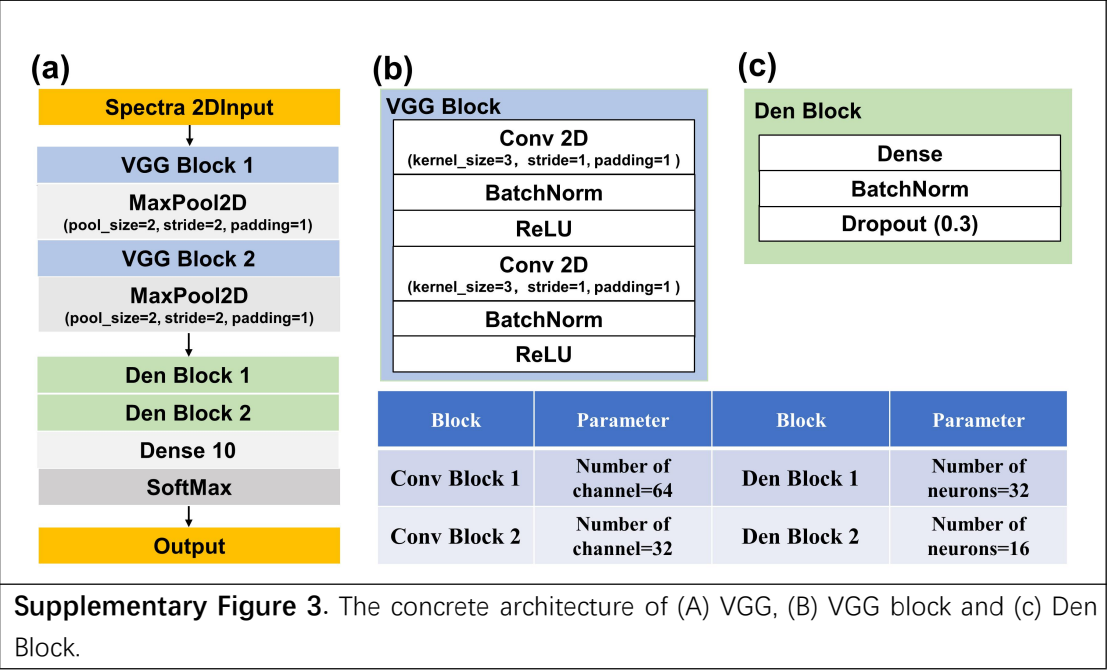 (a)
Spectra 2DInput
VGG Block 1
MaxPool2D
(pool_size=2, stride=2, padding=1)
VGG Block 2
MaxPool2D
(pool_size=2, stride=2, padding=1)
Den Block 1
Den Block 2
Dense 10
SoftMax
Output
(b)
VGG Block
Conv 2D
(kernel_size=3, stride=1, padding=1 )
BatchNorm
ReLU
Conv 2D
(kernel_size=3, stride=1, padding=1 )
BatchNorm
ReLU
(c)
Den Block
Dense
BatchNorm
Dropout (0.3)
Block Parameter Block Parameter
Conv Block 1 Number of channel=64 Den Block 1 Number of neurons=32
Conv Block 2 Number of channel=32 Den Block 2 Number of neurons=16
Supplementary Figure 3. The concrete architecture of (A) VGG, (B) VGG block and (c) Den
Block.